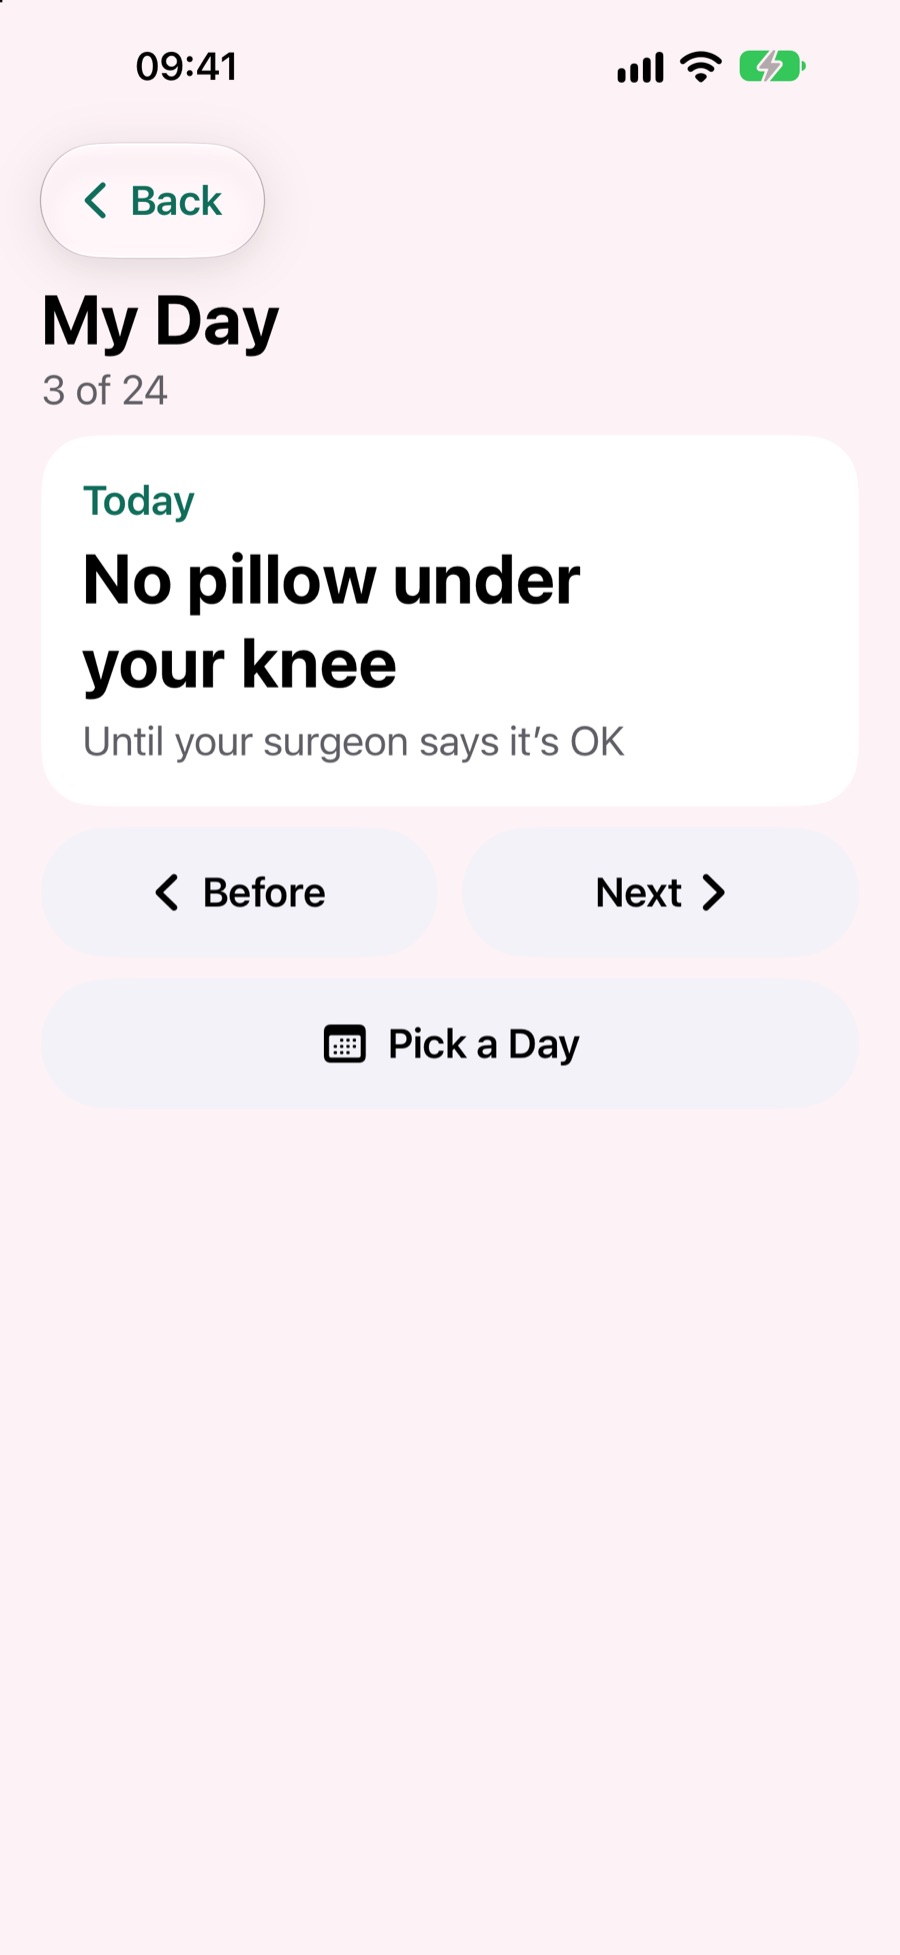 09:41
Back
My Day
3 of 24
Today
No pillow under
your knee
Until your surgeon says it’s OK
Before
Next
Pick a Day